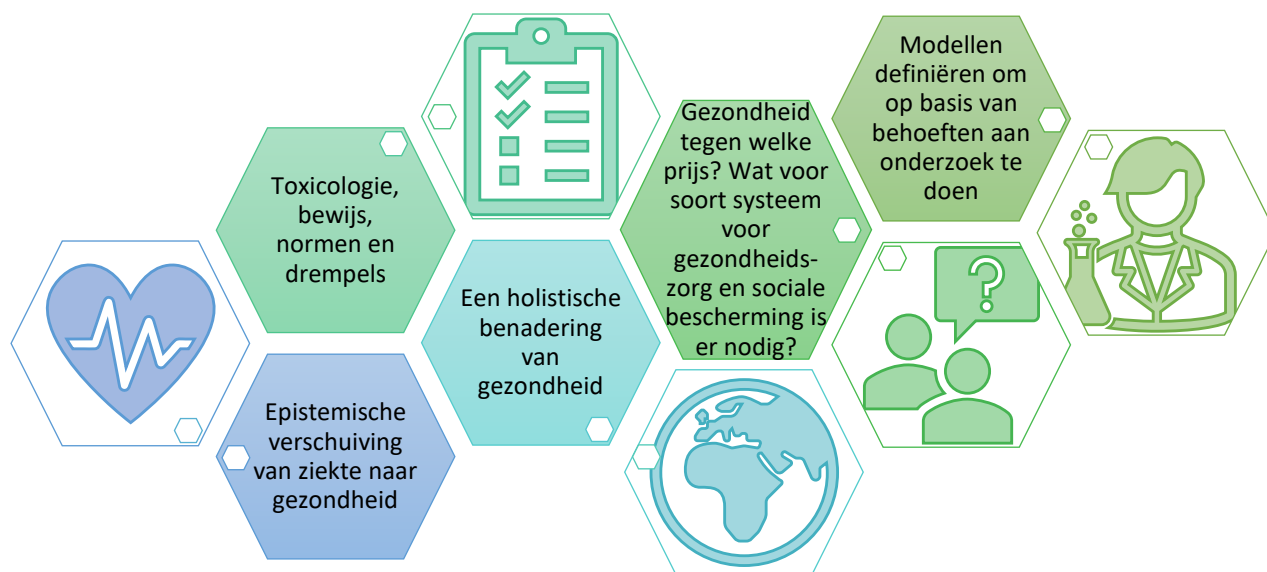 Epistemische
verschuiving
van ziekte naar
gezondheid
Toxicologie,
bewijs,
normen en
drempels
Een holistische
benadering
van
gezondheid
Gezondheid
tegen welke
prijs? Wat voor
soort systeem
voor
gezondheids-
zorg en sociale
bescherming is
er nodig?
Modellen
definiëren om
op basis van
behoeften aan
onderzoek te
doen
?